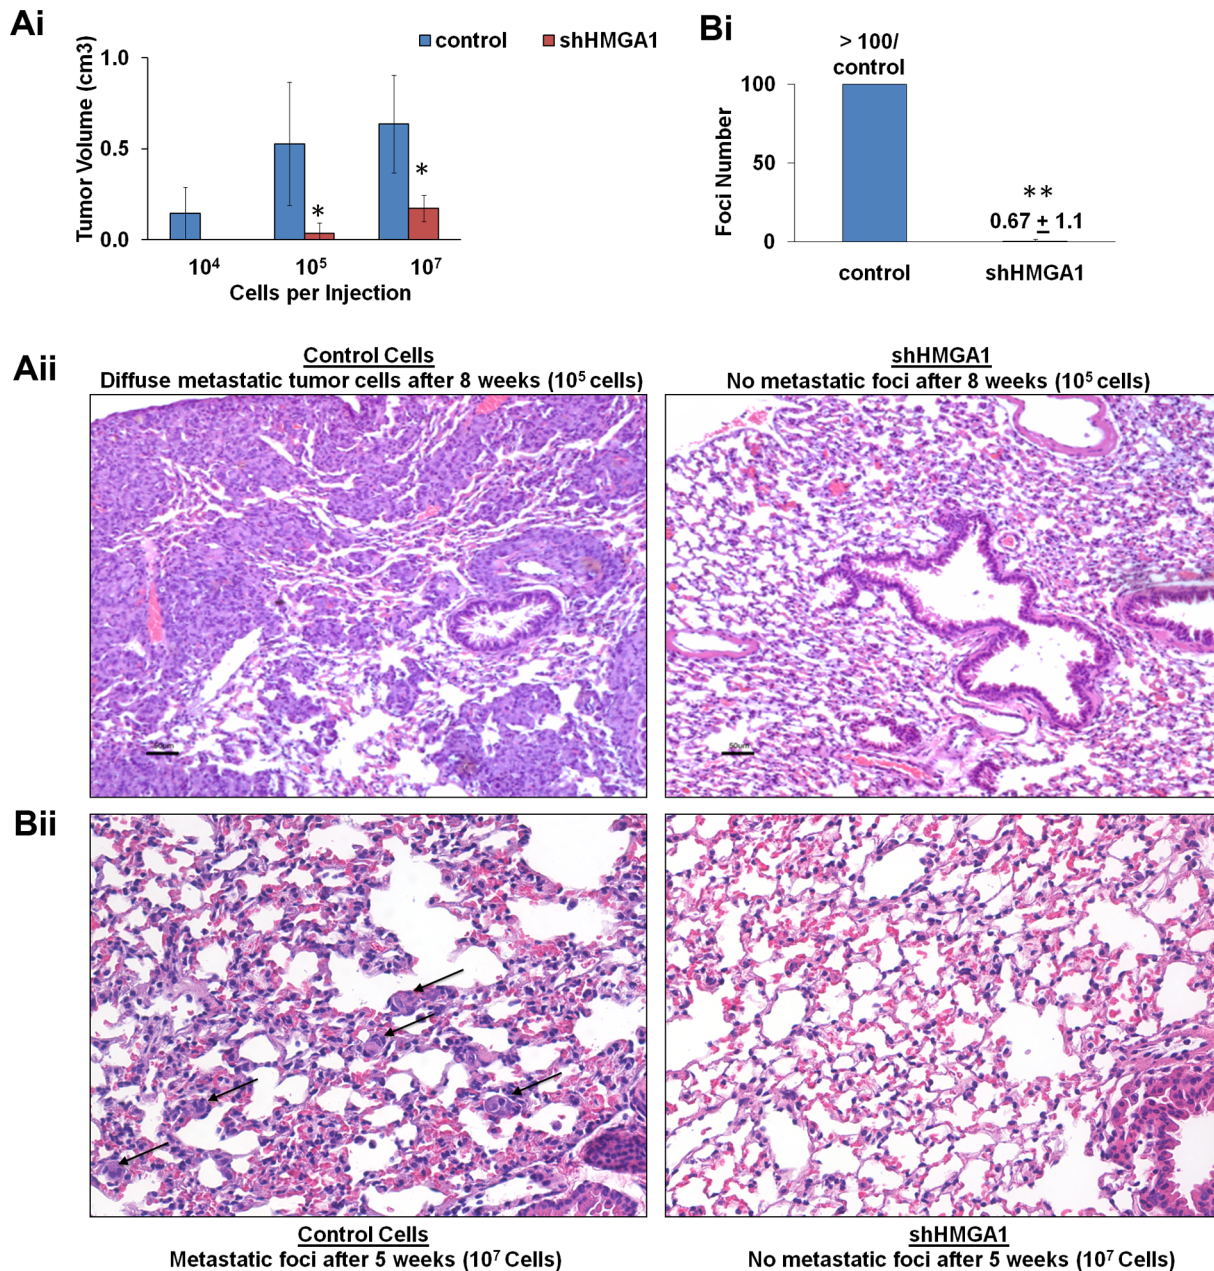 Ai
control
shHMGA1
Tumor Volume (cm3)
1.0
0.5
0.0
10⁴
10⁵
10⁷
*
*
Cells per Injection
Bi
> 100/
control
Foci Number
100
50
0
**
0.67 ± 1.1
control
shHMGA1
Aii
Control Cells
Diffuse metastatic tumor cells after 8 weeks (10⁵ cells)
shHMGA1
No metastatic foci after 8 weeks (10⁵ cells)
50um
50um
Bii
Control Cells
Metastatic foci after 5 weeks (10⁷ Cells)
shHMGA1
No metastatic foci after 5 weeks (10⁷ Cells)